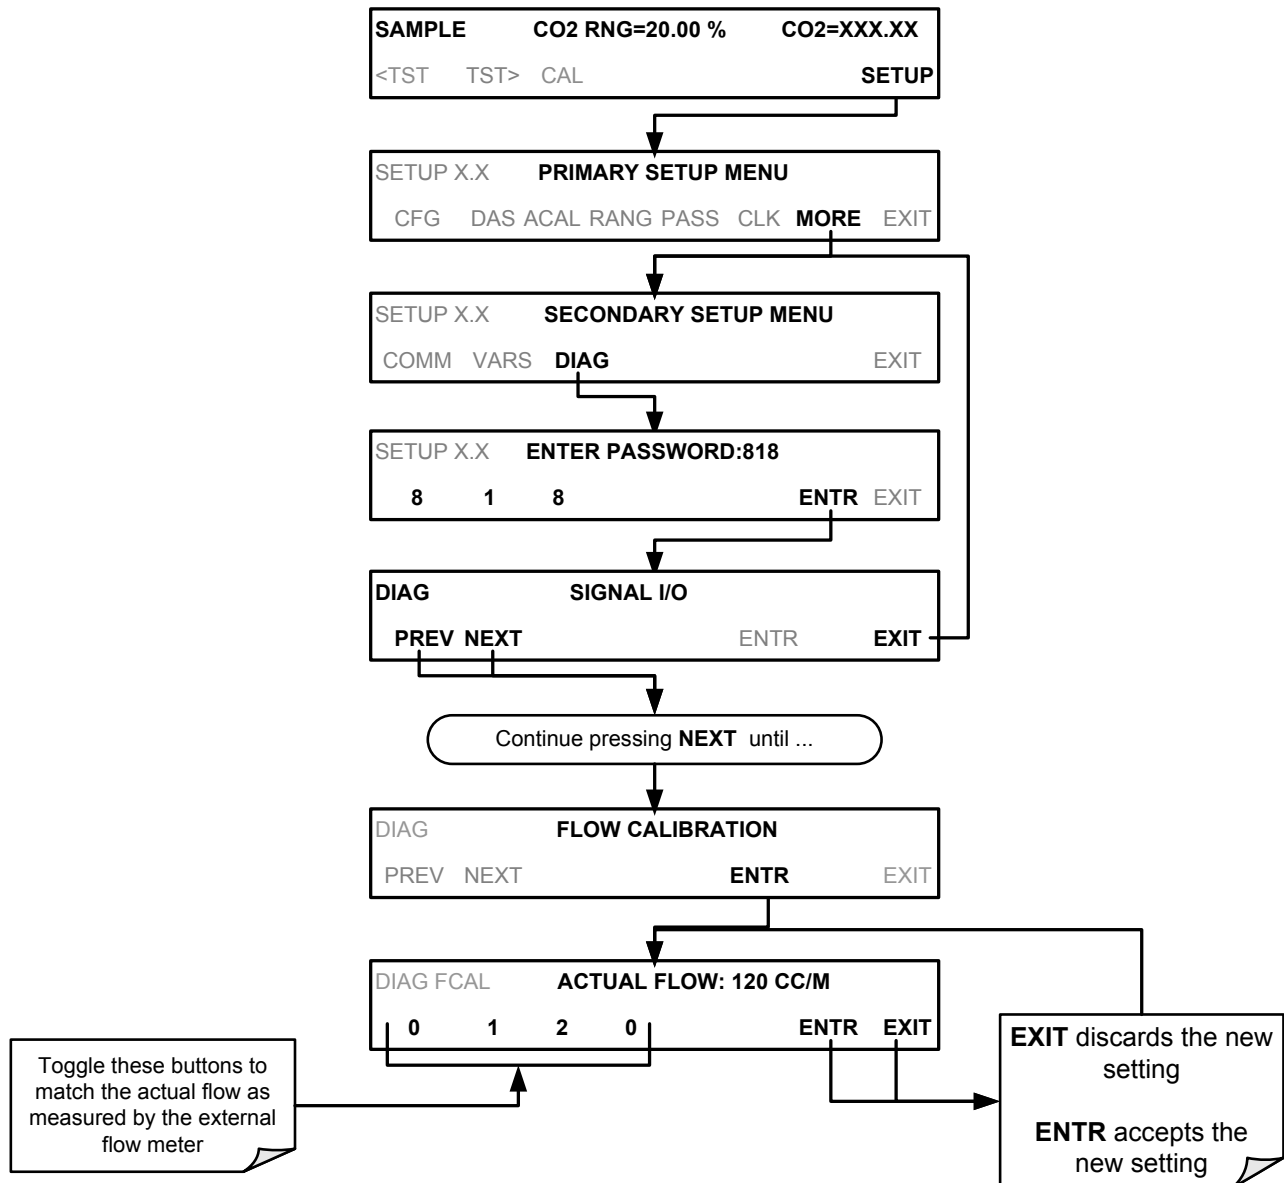 SAMPLE CO2 RNG=20.00 % CO2=XXX.XX
<TST TST> CAL SETUP
SETUP X.X PRIMARY SETUP MENU
CFG DAS ACAL RANG PASS CLK MORE EXIT
SETUP X.X SECONDARY SETUP MENU
COMM VARS DIAG EXIT
SETUP X.X ENTER PASSWORD:818
8 1 8 ENTR EXIT
DIAG SIGNAL I/O
PREV NEXT ENTR EXIT
Continue pressing NEXT until ...
DIAG FLOW CALIBRATION
PREV NEXT ENTR EXIT
DIAG FCAL ACTUAL FLOW: 120 CC/M
0 1 2 0 ENTR EXIT
Toggle these buttons to
match the actual flow as
measured by the external
flow meter
EXIT discards the new
setting
ENTR accepts the
new setting